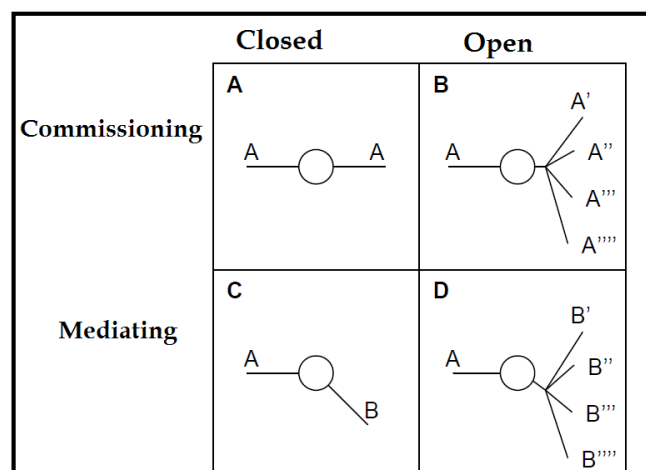 Closed Open
A B
Commissioning
A A
A A' A'' A''' A''''
C D
Mediating
A B
A B' B'' B''' B''''